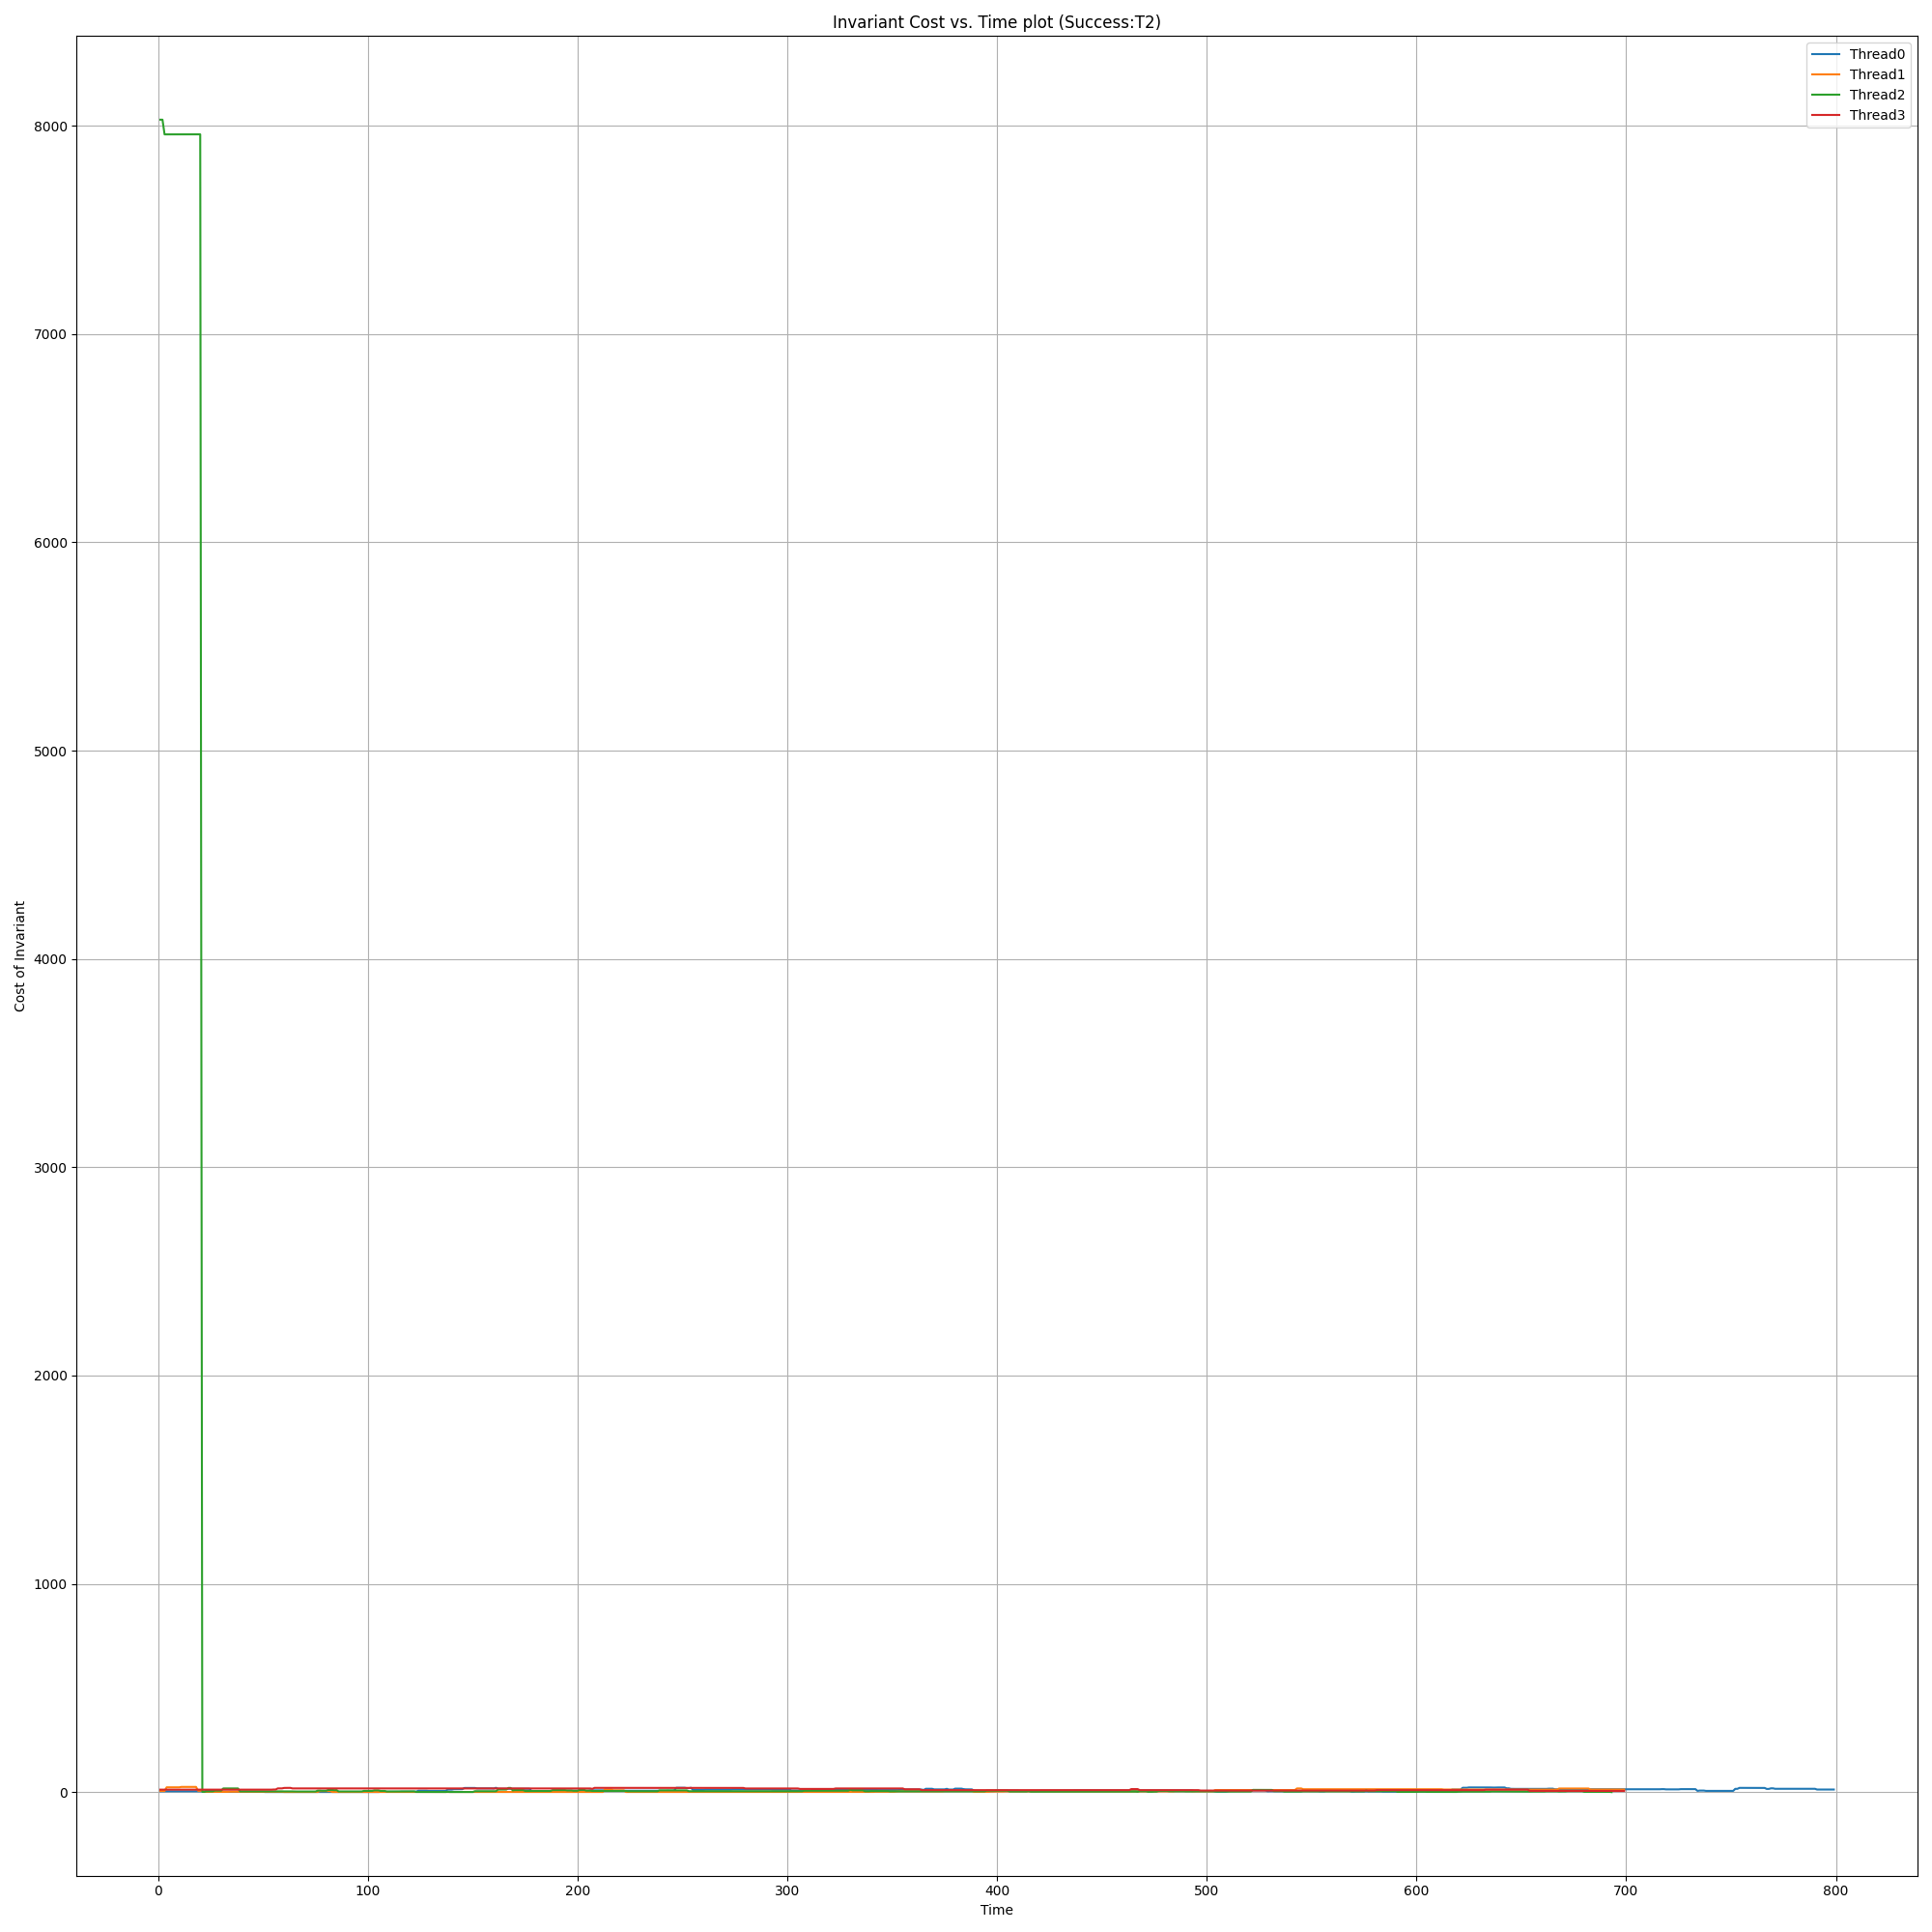 Invariant Cost vs. Time plot (Success:T2)
Thread0
Thread1
Thread2
Thread3
8000
7000
6000
5000
4000
3000
2000
1000
0
Cost of Invariant
0 100 200 300 400 500 600 700 800
Time